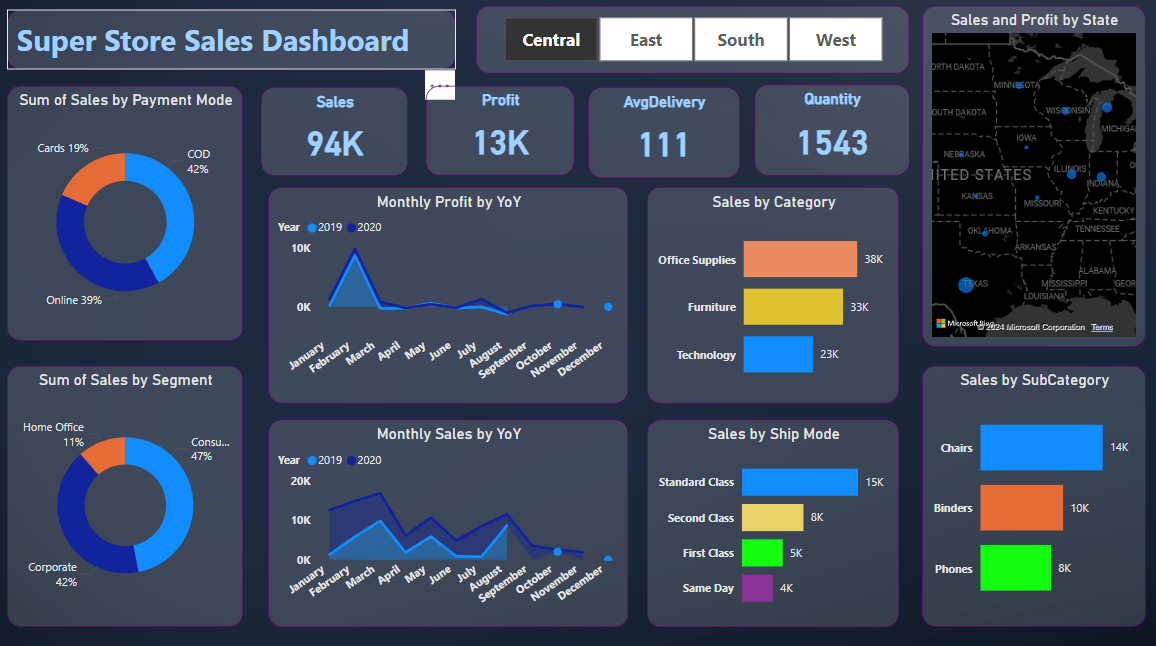 Super Store Sales Dashboard
Central
East
South
West
Sales and Profit by State
Sum of Sales by Payment Mode
Cards 19%
COD
42%
Online 39%
Sales
94K
Profit
13K
AvgDelivery
111
Quantity
1543
NORTH DAKOTA
MINNESOTA
SOUTH DAKOTA
WISCONSIN
MICHIGA
IOWA
NEBRASKA
ITED STATES
ILLINOIS
INDIANA
KANSAS
MISSOURI
KENTUCKY
OKLAHOMA
TENNESSEE
ARKANSAS
ALABAMA
TEXAS
MISSISSIPPI
GEOR
LOUISIANA
Microsoft Bing
© 2024 Microsoft Corporation
Terms
Monthly Profit by YoY
Year 2019 2020
10K
0K
January
February
March
April
May
June
July
August
September
October
November
December
Sales by Category
Office Supplies 38K
Furniture 33K
Technology 23K
Sum of Sales by Segment
Home Office
11%
Consu...
47%
Corporate
42%
Monthly Sales by YoY
Year 2019 2020
20K
10K
0K
January
February
March
April
May
June
July
August
September
October
November
December
Sales by Ship Mode
Standard Class 15K
Second Class 8K
First Class 5K
Same Day 4K
Sales by SubCategory
Chairs 14K
Binders 10K
Phones 8K